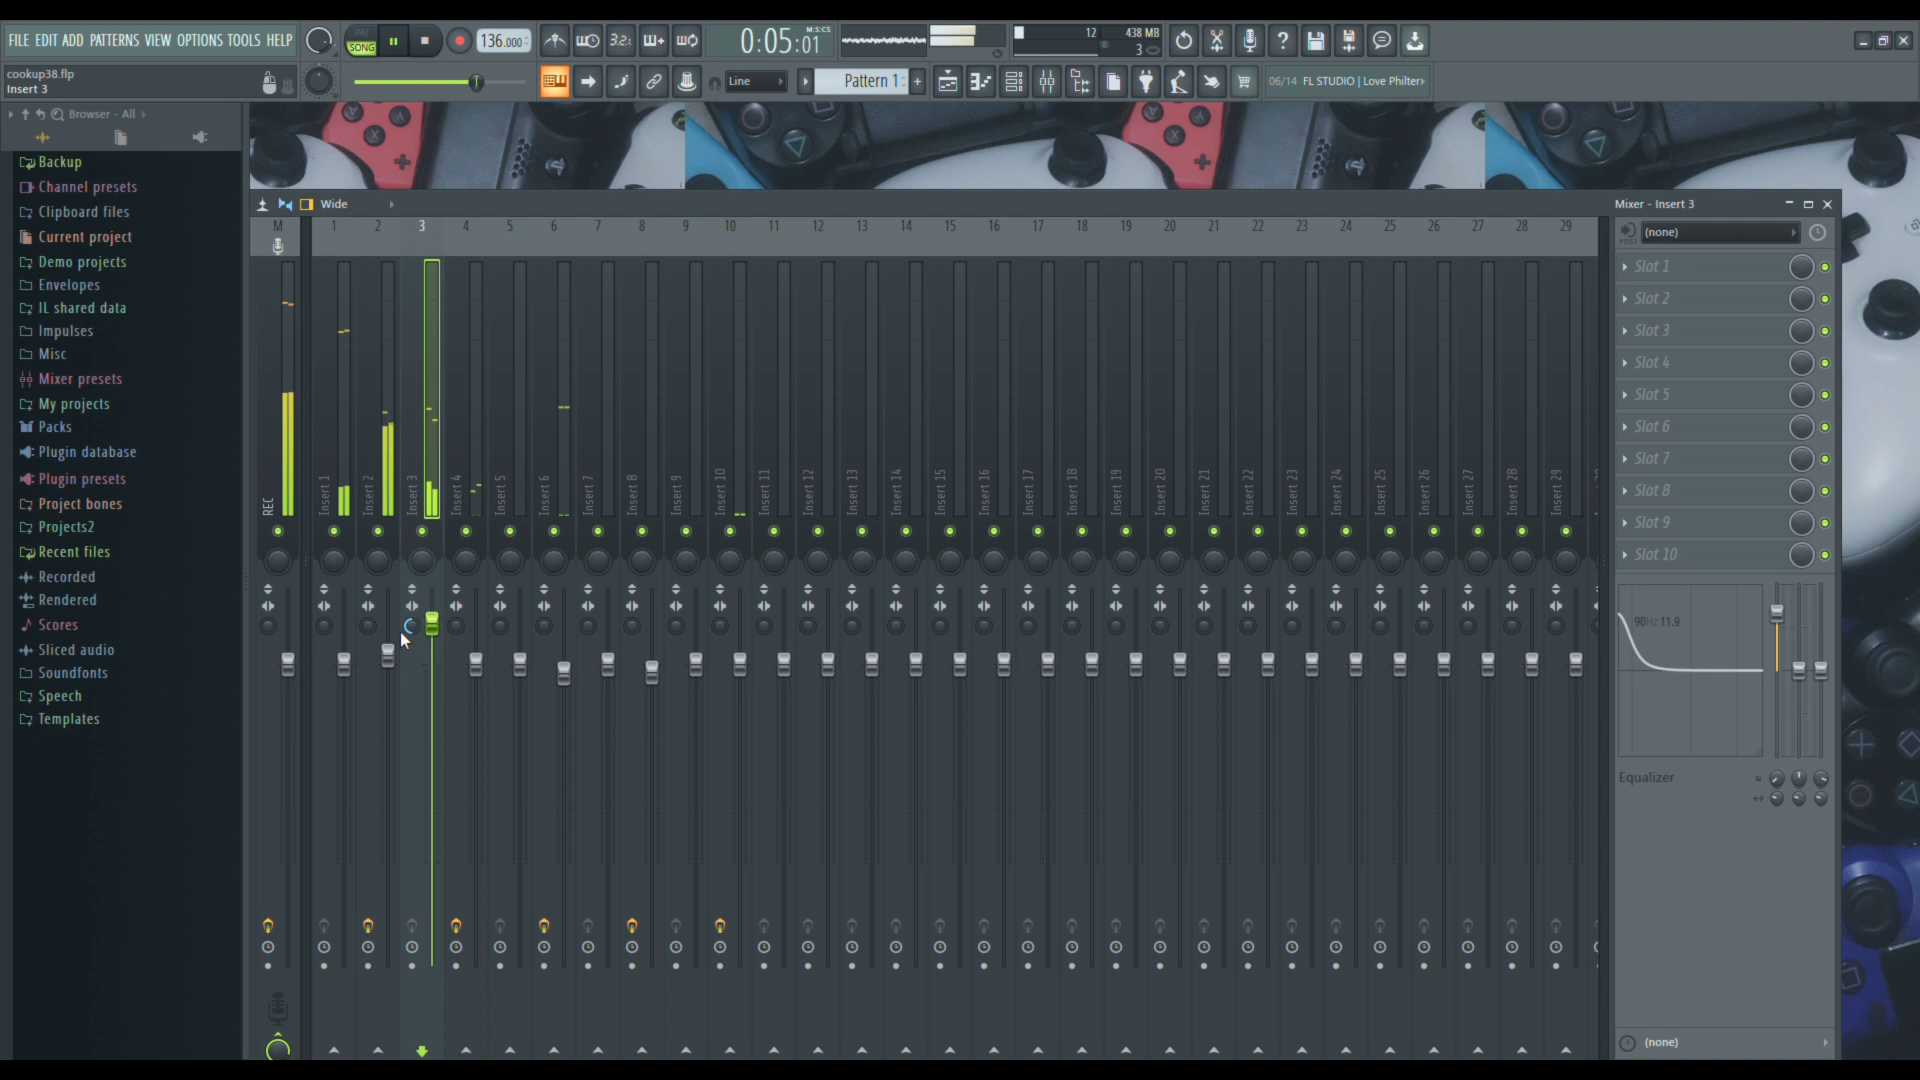 FILE EDIT ADD PATTERNS VIEW OPTIONS TOOLS HELP
PAT
SONG
136.000
3.2.
0:05:01
M:S:CS
12
438 MB
3
cookup38.flp
Insert 3
Line
Pattern 1
+
06/14 FL STUDIO | Love Philter
Browser - All
Backup
Channel presets
Clipboard files
Current project
Demo projects
Envelopes
IL shared data
Impulses
Misc
Mixer presets
My projects
Packs
Plugin database
Plugin presets
Project bones
Projects2
Recent files
Recorded
Rendered
Scores
Sliced audio
Soundfonts
Speech
Templates
Wide
Mixer - Insert 3
M 1 2 3 4 5 6 7 8 9 10 11 12 13 14 15 16 17 18 19 20 21 22 23 24 25 26 27 28 29
REC Insert 1 Insert 2 Insert 3 Insert 4 Insert 5 Insert 6 Insert 7 Insert 8 Insert 9 Insert 10 Insert 11 Insert 12 Insert 13 Insert 14 Insert 15 Insert 16 Insert 17 Insert 18 Insert 19 Insert 20 Insert 21 Insert 22 Insert 23 Insert 24 Insert 25 Insert 26 Insert 27 Insert 28 Insert 29
POST
(none)
Slot 1
Slot 2
Slot 3
Slot 4
Slot 5
Slot 6
Slot 7
Slot 8
Slot 9
Slot 10
90Hz 11.9
Equalizer
(none)